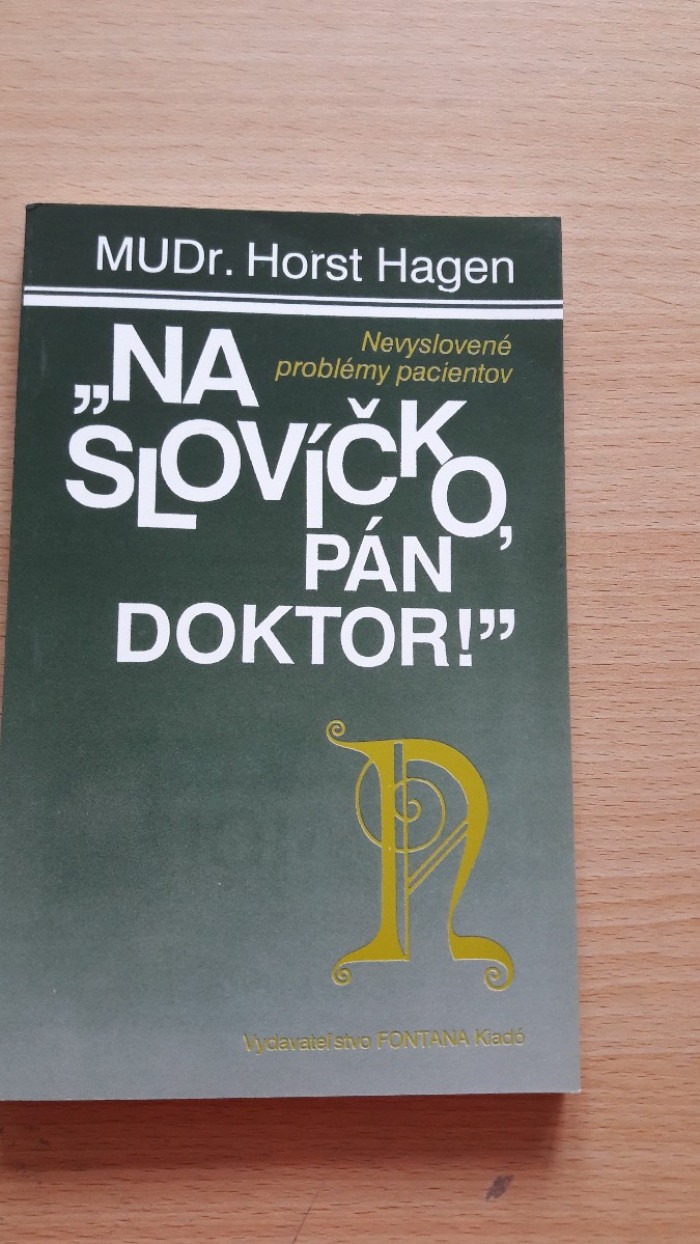 MUDr. Horst Hagen
Nevyslovené
problémy pacientov
„NA
SLOVÍČKO,
PÁN
DOKTOR!”
N
Vydavateľstvo FONTANA Kiadó